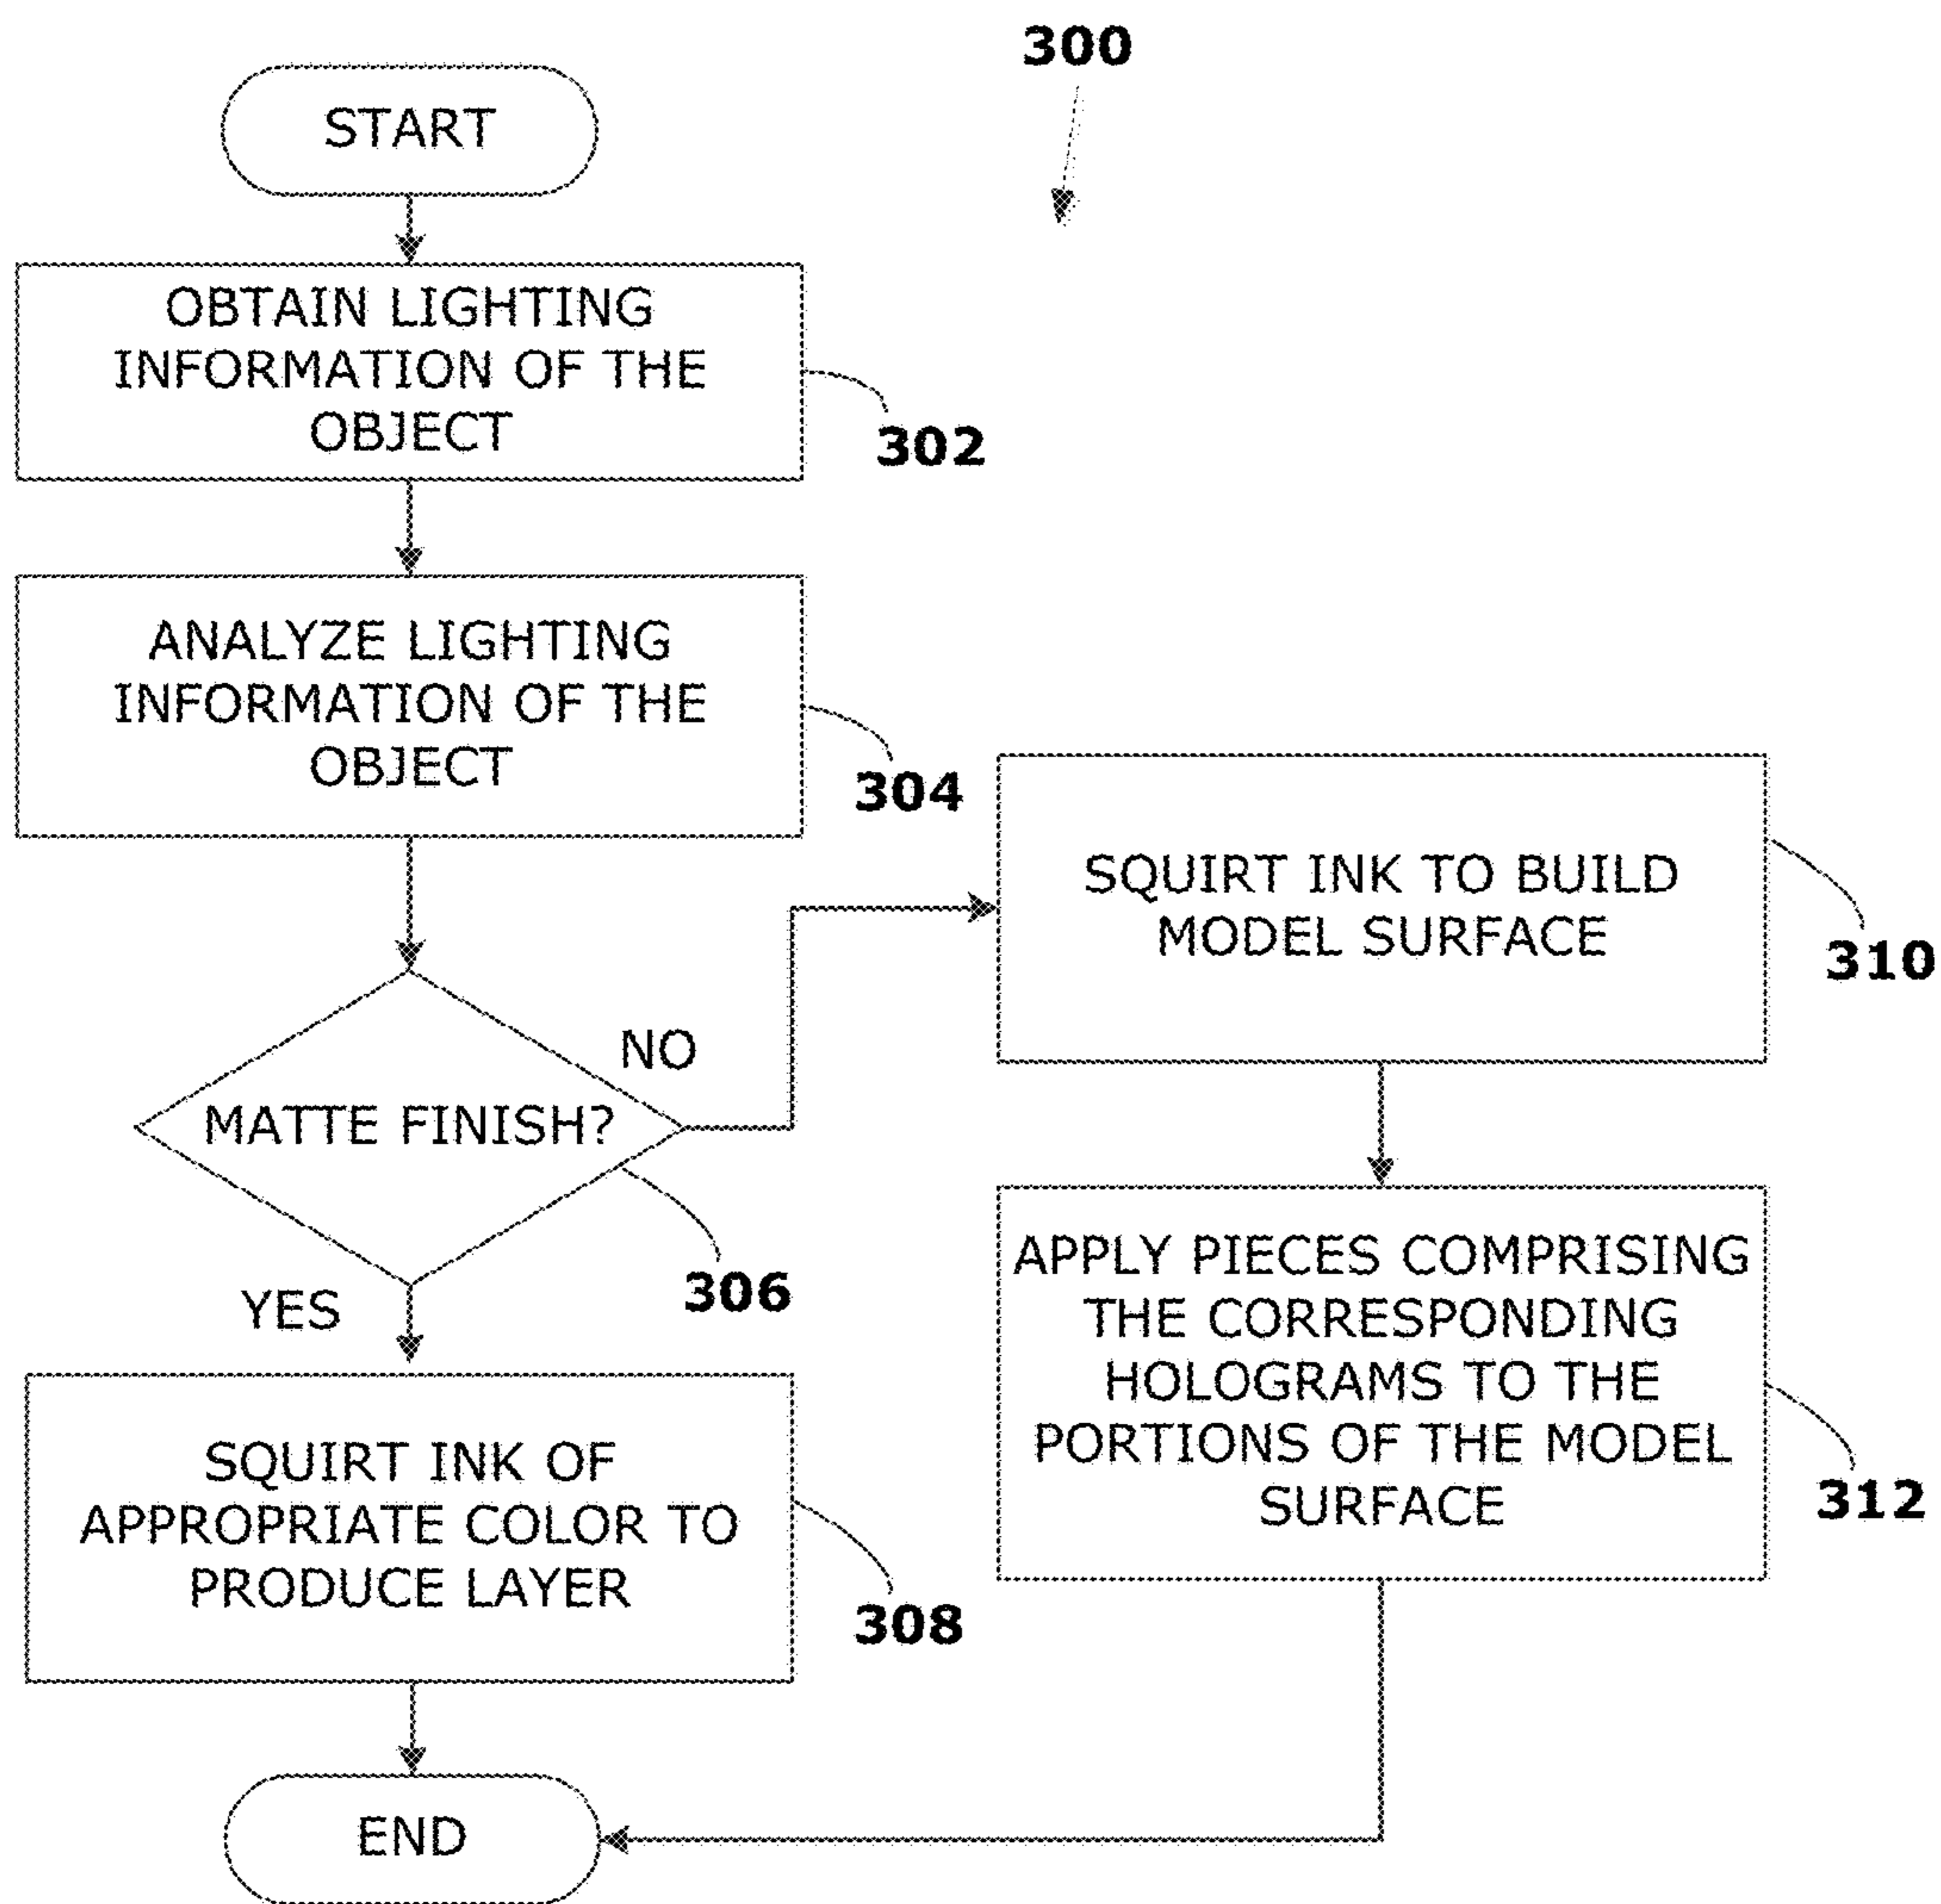 300
START
OBTAIN LIGHTING
INFORMATION OF THE
OBJECT
302
ANALYZE LIGHTING
INFORMATION OF THE
OBJECT
304
MATTE FINISH?
306
NO
YES
SQUIRT INK OF
APPROPRIATE COLOR TO
PRODUCE LAYER
308
SQUIRT INK TO BUILD
MODEL SURFACE
310
APPLY PIECES COMPRISING
THE CORRESPONDING
HOLOGRAMS TO THE
PORTIONS OF THE MODEL
SURFACE
312
END